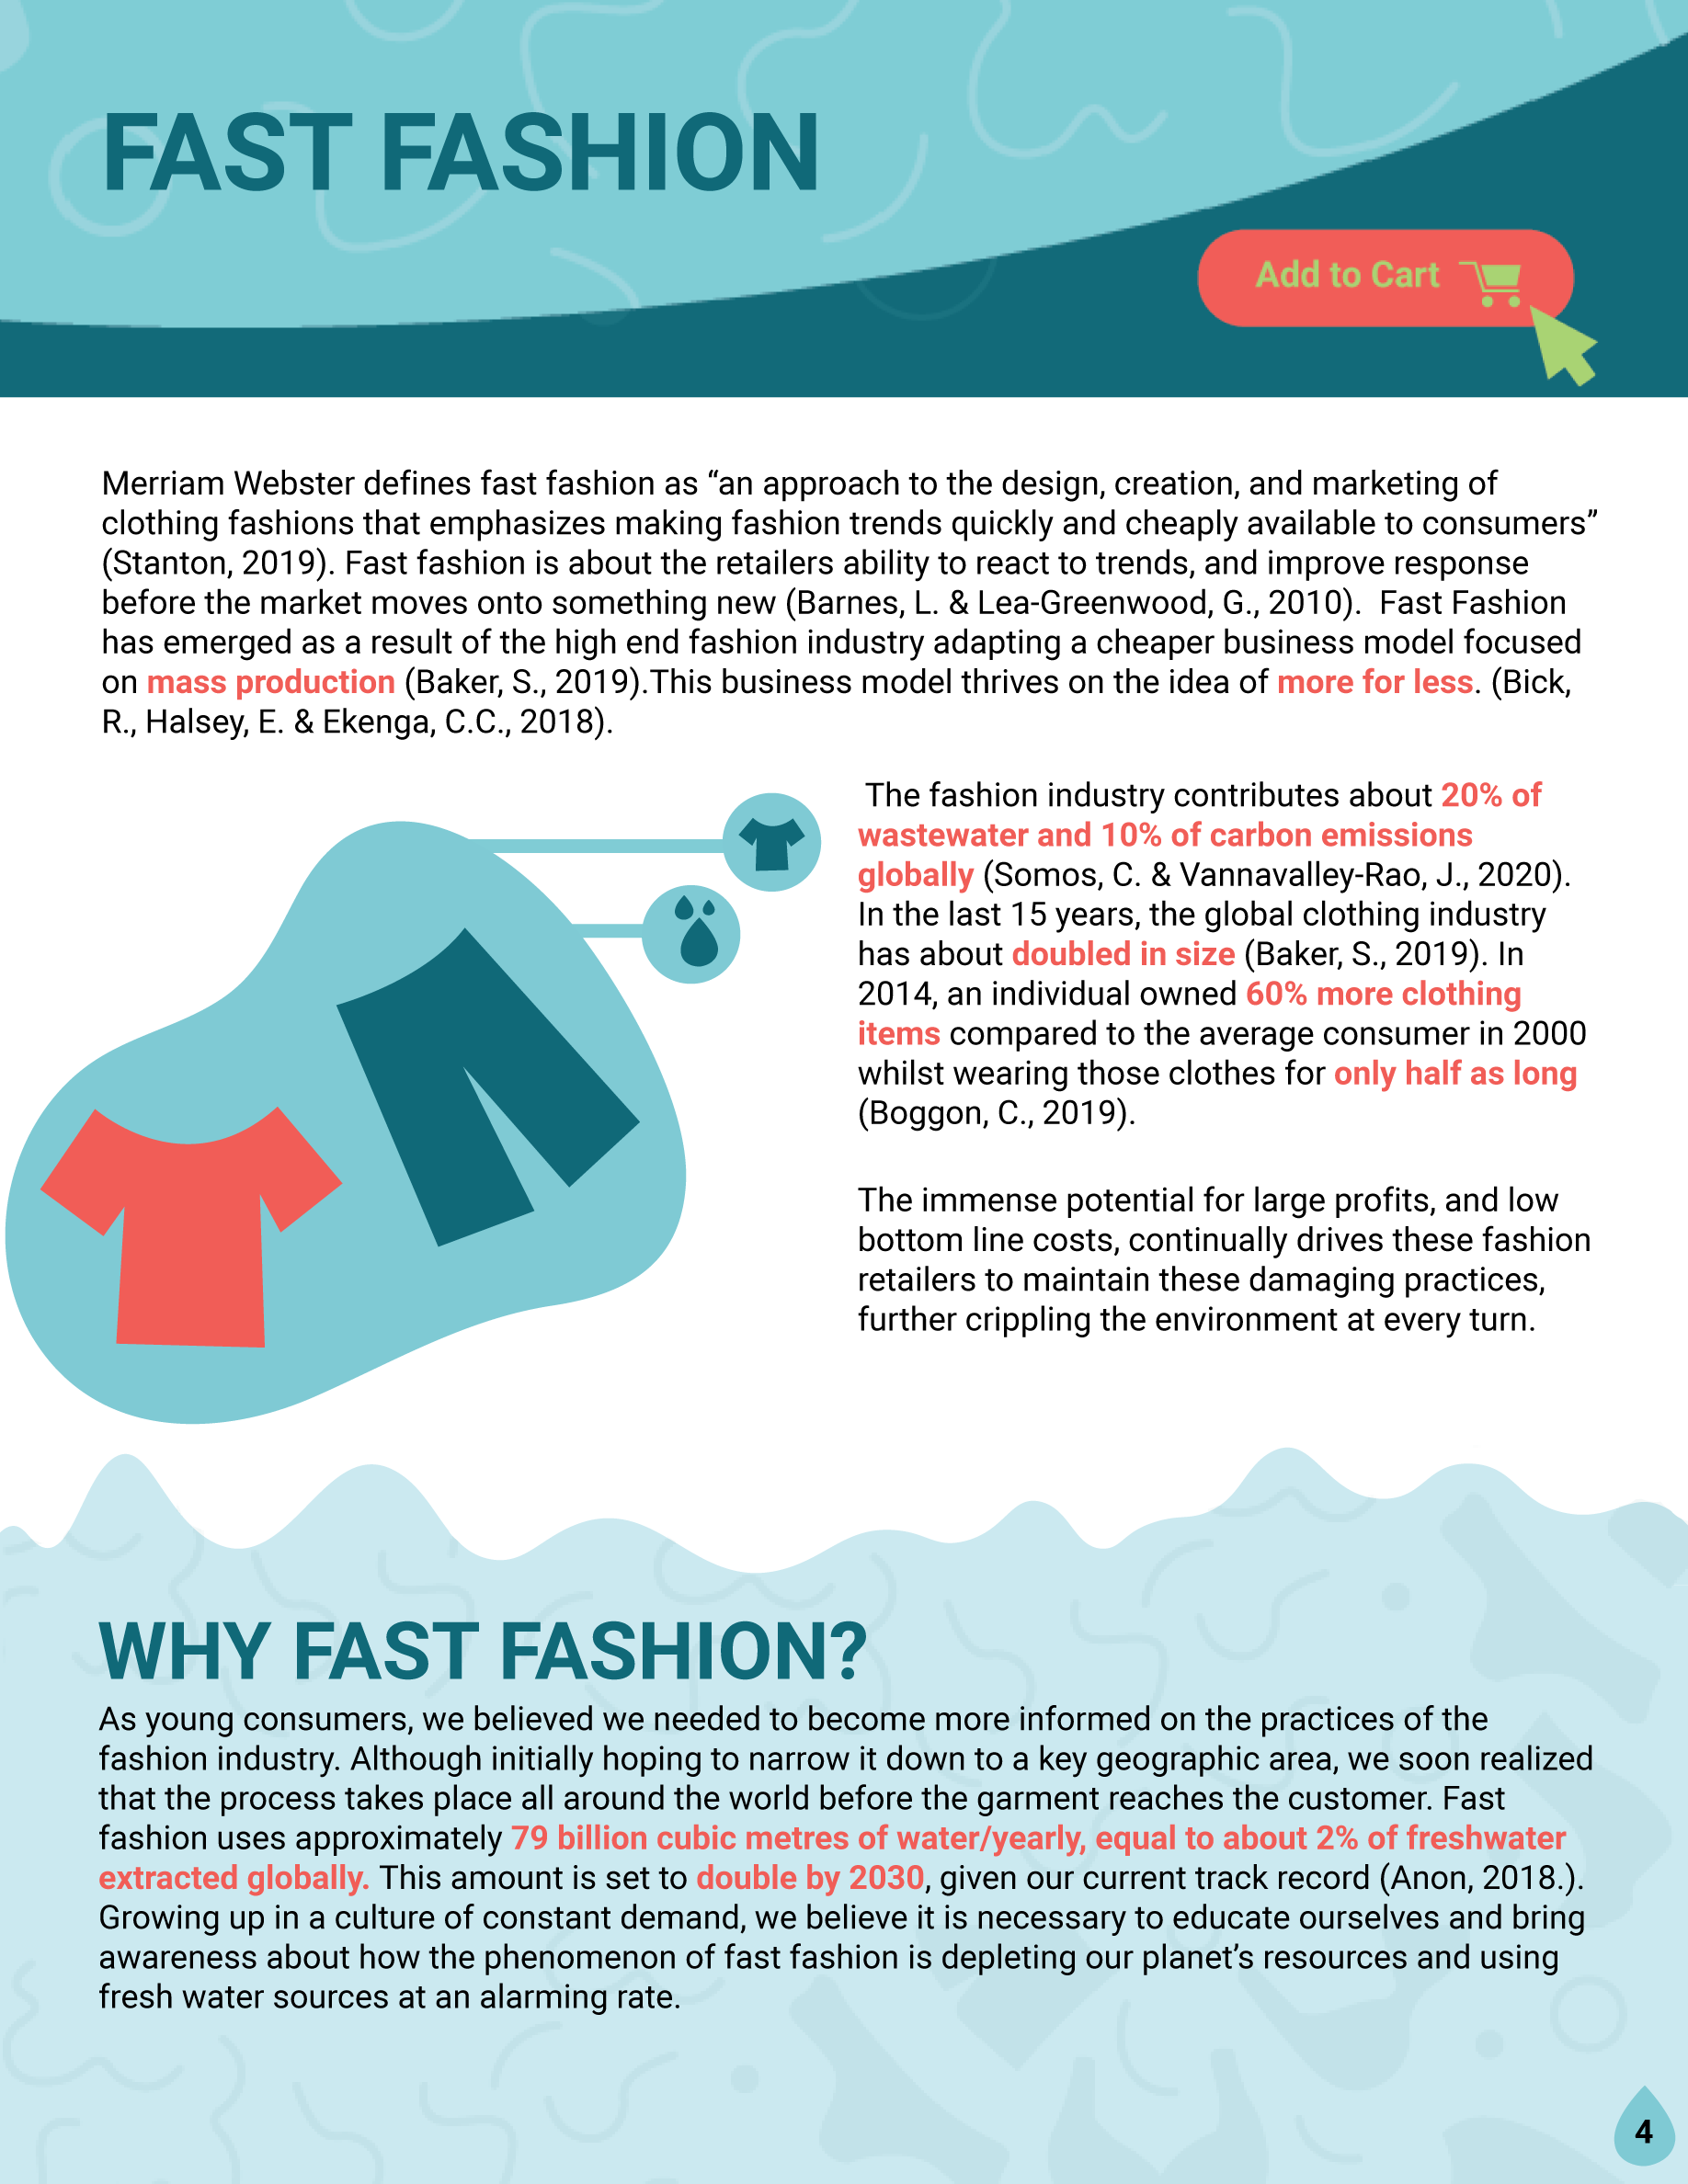 FAST FASHION
Add to Cart
Merriam Webster defines fast fashion as “an approach to the design, creation, and marketing of
clothing fashions that emphasizes making fashion trends quickly and cheaply available to consumers”
(Stanton, 2019). Fast fashion is about the retailers ability to react to trends, and improve response
before the market moves onto something new (Barnes, L. & Lea-Greenwood, G., 2010).  Fast Fashion
has emerged as a result of the high end fashion industry adapting a cheaper business model focused
on mass production (Baker, S., 2019).This business model thrives on the idea of more for less. (Bick,
R., Halsey, E. & Ekenga, C.C., 2018).
The fashion industry contributes about 20% of
wastewater and 10% of carbon emissions
globally (Somos, C. & Vannavalley-Rao, J., 2020).
In the last 15 years, the global clothing industry
has about doubled in size (Baker, S., 2019). In
2014, an individual owned 60% more clothing
items compared to the average consumer in 2000
whilst wearing those clothes for only half as long
(Boggon, C., 2019).
The immense potential for large profits, and low
bottom line costs, continually drives these fashion
retailers to maintain these damaging practices,
further crippling the environment at every turn.
WHY FAST FASHION?
As young consumers, we believed we needed to become more informed on the practices of the
fashion industry. Although initially hoping to narrow it down to a key geographic area, we soon realized
that the process takes place all around the world before the garment reaches the customer. Fast
fashion uses approximately 79 billion cubic metres of water/yearly, equal to about 2% of freshwater
extracted globally. This amount is set to double by 2030, given our current track record (Anon, 2018.).
Growing up in a culture of constant demand, we believe it is necessary to educate ourselves and bring
awareness about how the phenomenon of fast fashion is depleting our planet’s resources and using
fresh water sources at an alarming rate.
4